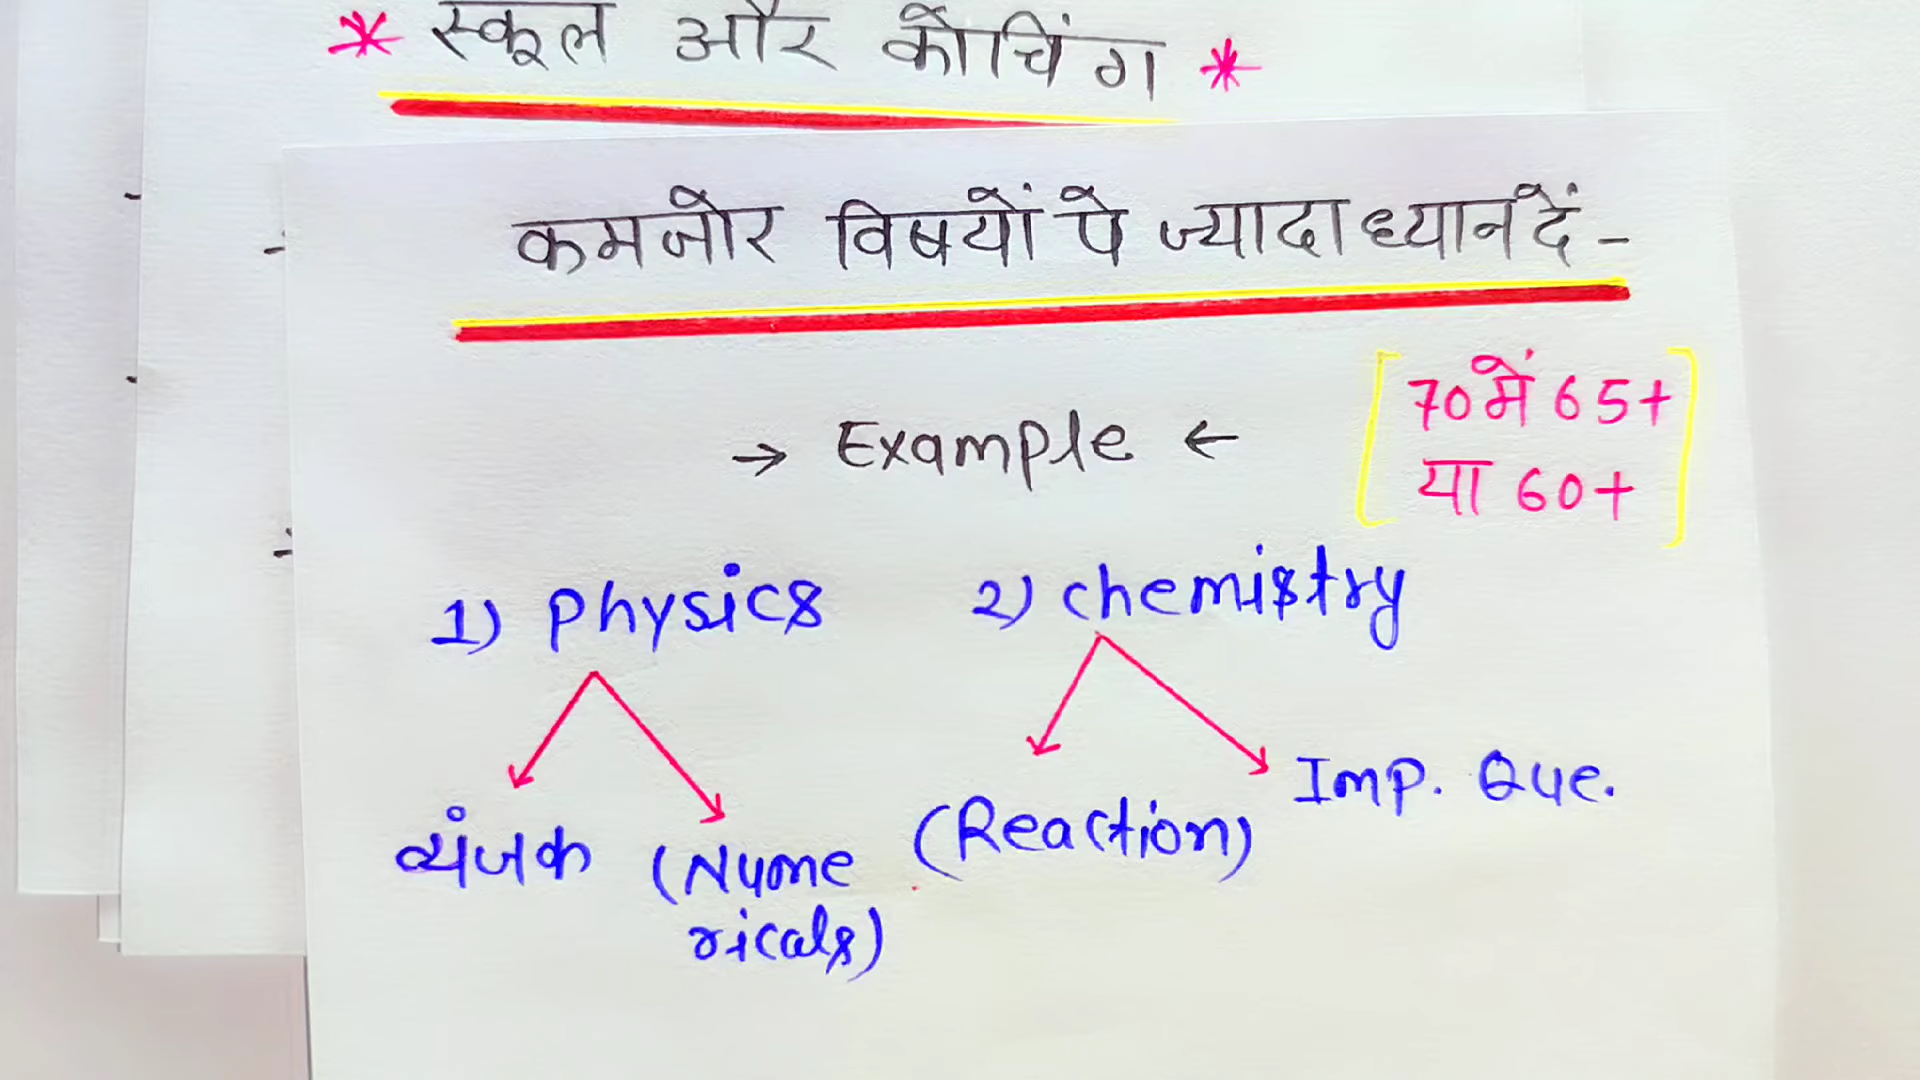 * स्कूल और कोचिंग *
कमजोर विषयों पे ज्यादा ध्यान दें -
→ Example ←
[70 में 65+
या 60+]
1) Physics
2) Chemistry
व्यंजक
(Nume
ricals)
(Reaction)
Imp. Que.